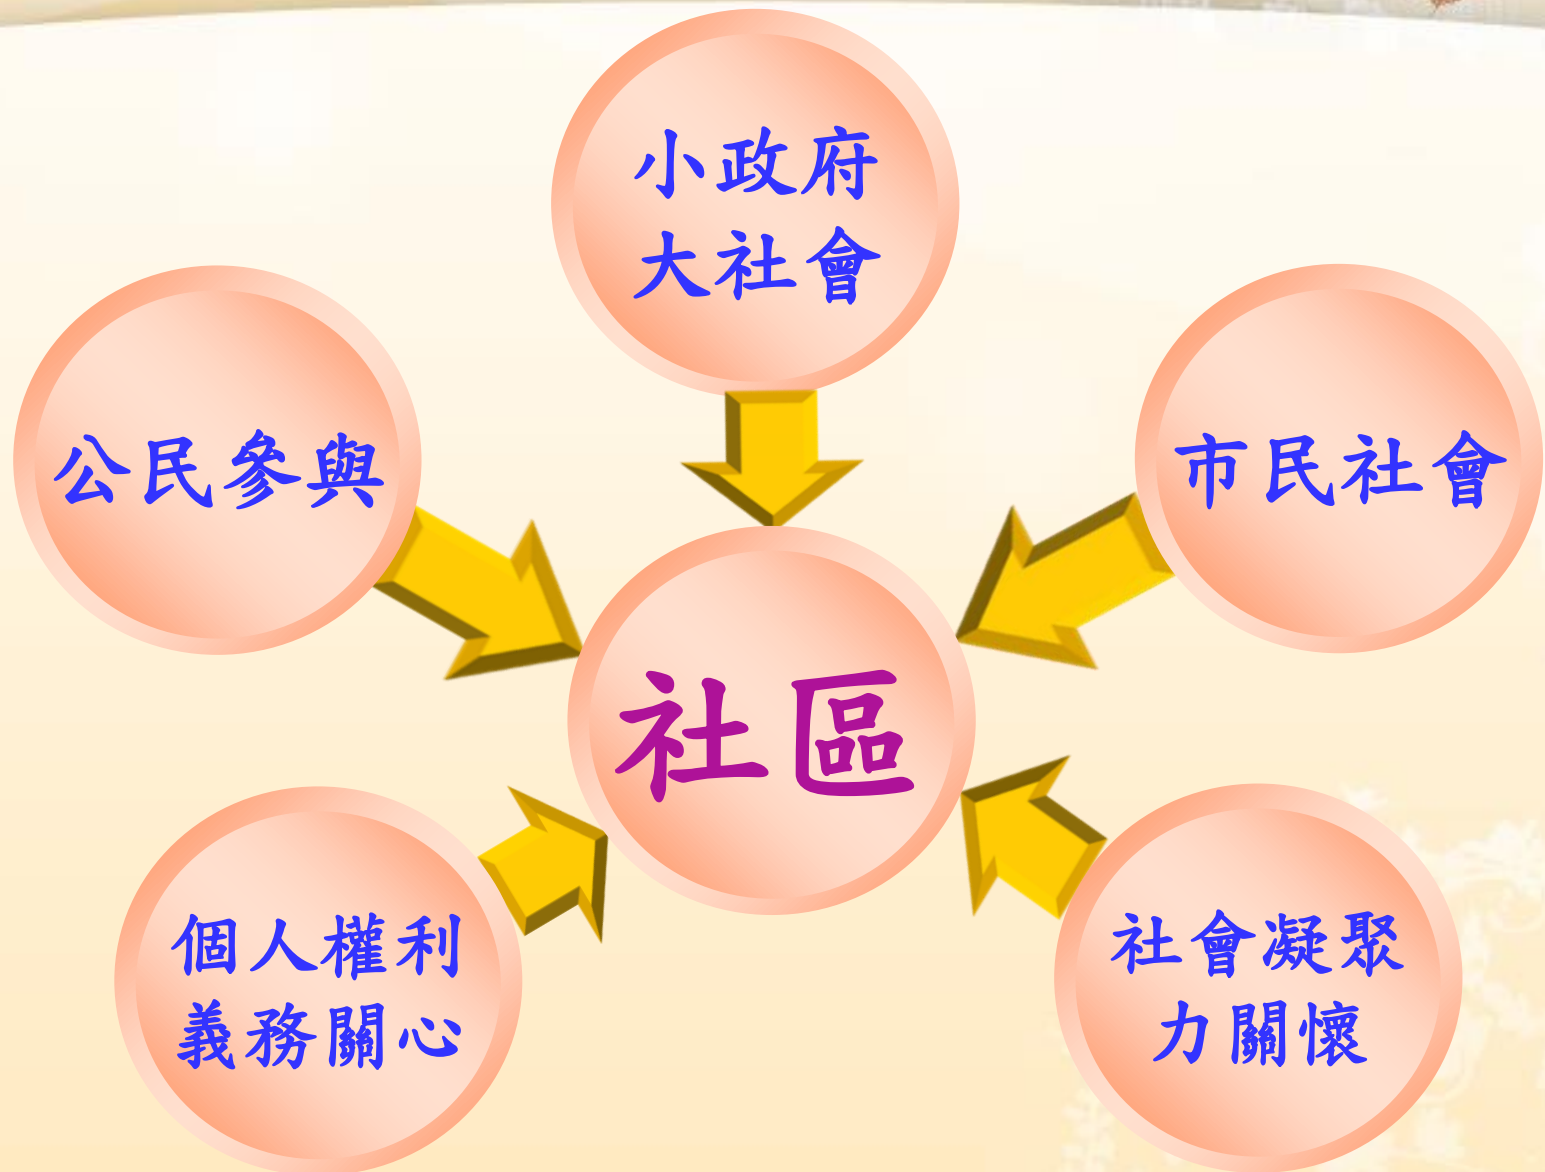 小政府
大社會
公民參與
市民社會
社區
個人權利
義務關心
社會凝聚
力關懷